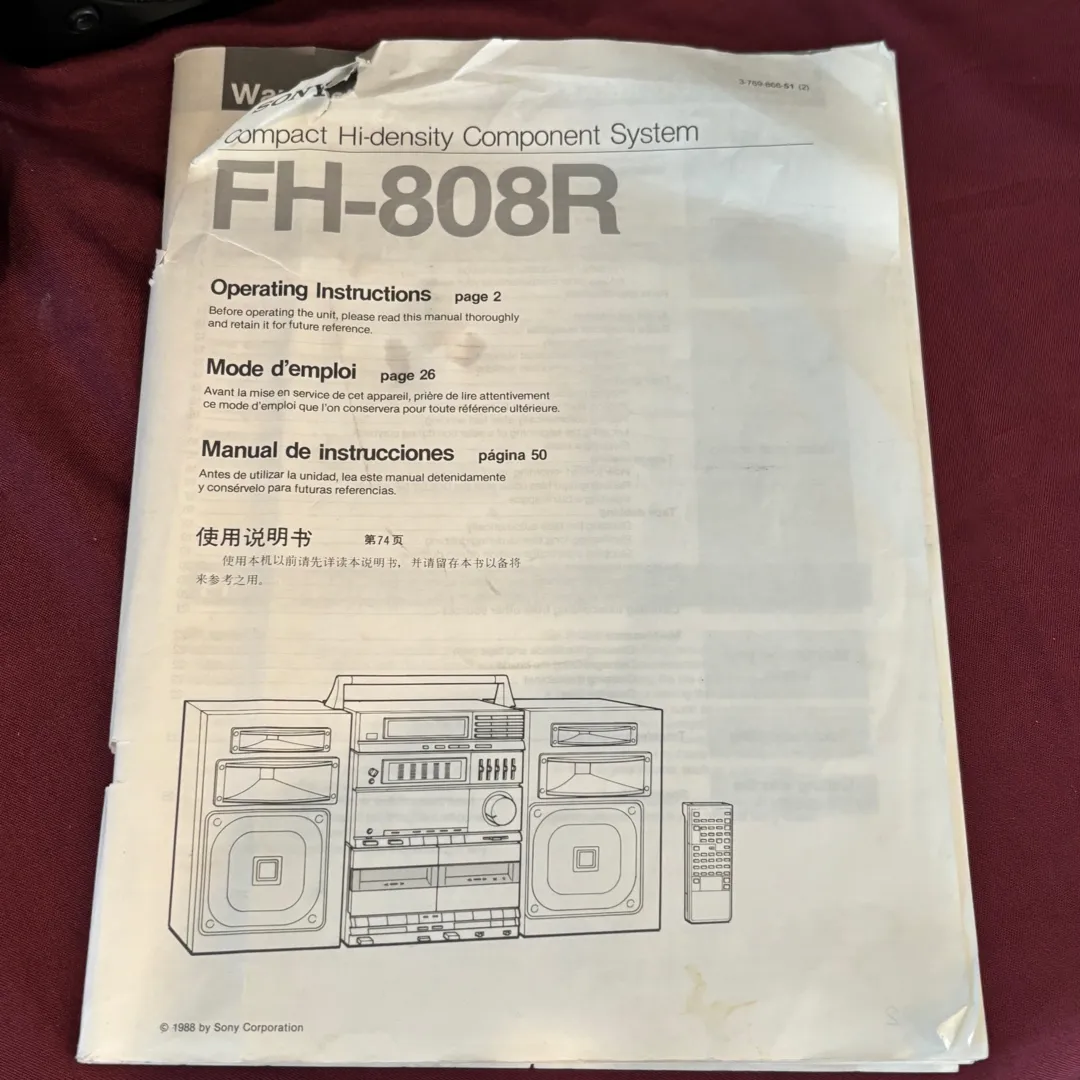 Wa
SONY
3-769-866-51 (2)
Compact Hi-density Component System
FH-808R
Operating Instructions page 2
Before operating the unit, please read this manual thoroughly
and retain it for future reference.
Mode d'emploi page 26
Avant la mise en service de cet appareil, prière de lire attentivement
ce mode d'emploi que l'on conservera pour toute référence ultérieure.
Manual de instrucciones página 50
Antes de utilizar la unidad, lea este manual detenidamente
y consérvelo para futuras referencias.
使用说明书 第74页
使用本机以前请先详读本说明书，并请留存本书以备将
来参考之用。
© 1988 by Sony Corporation